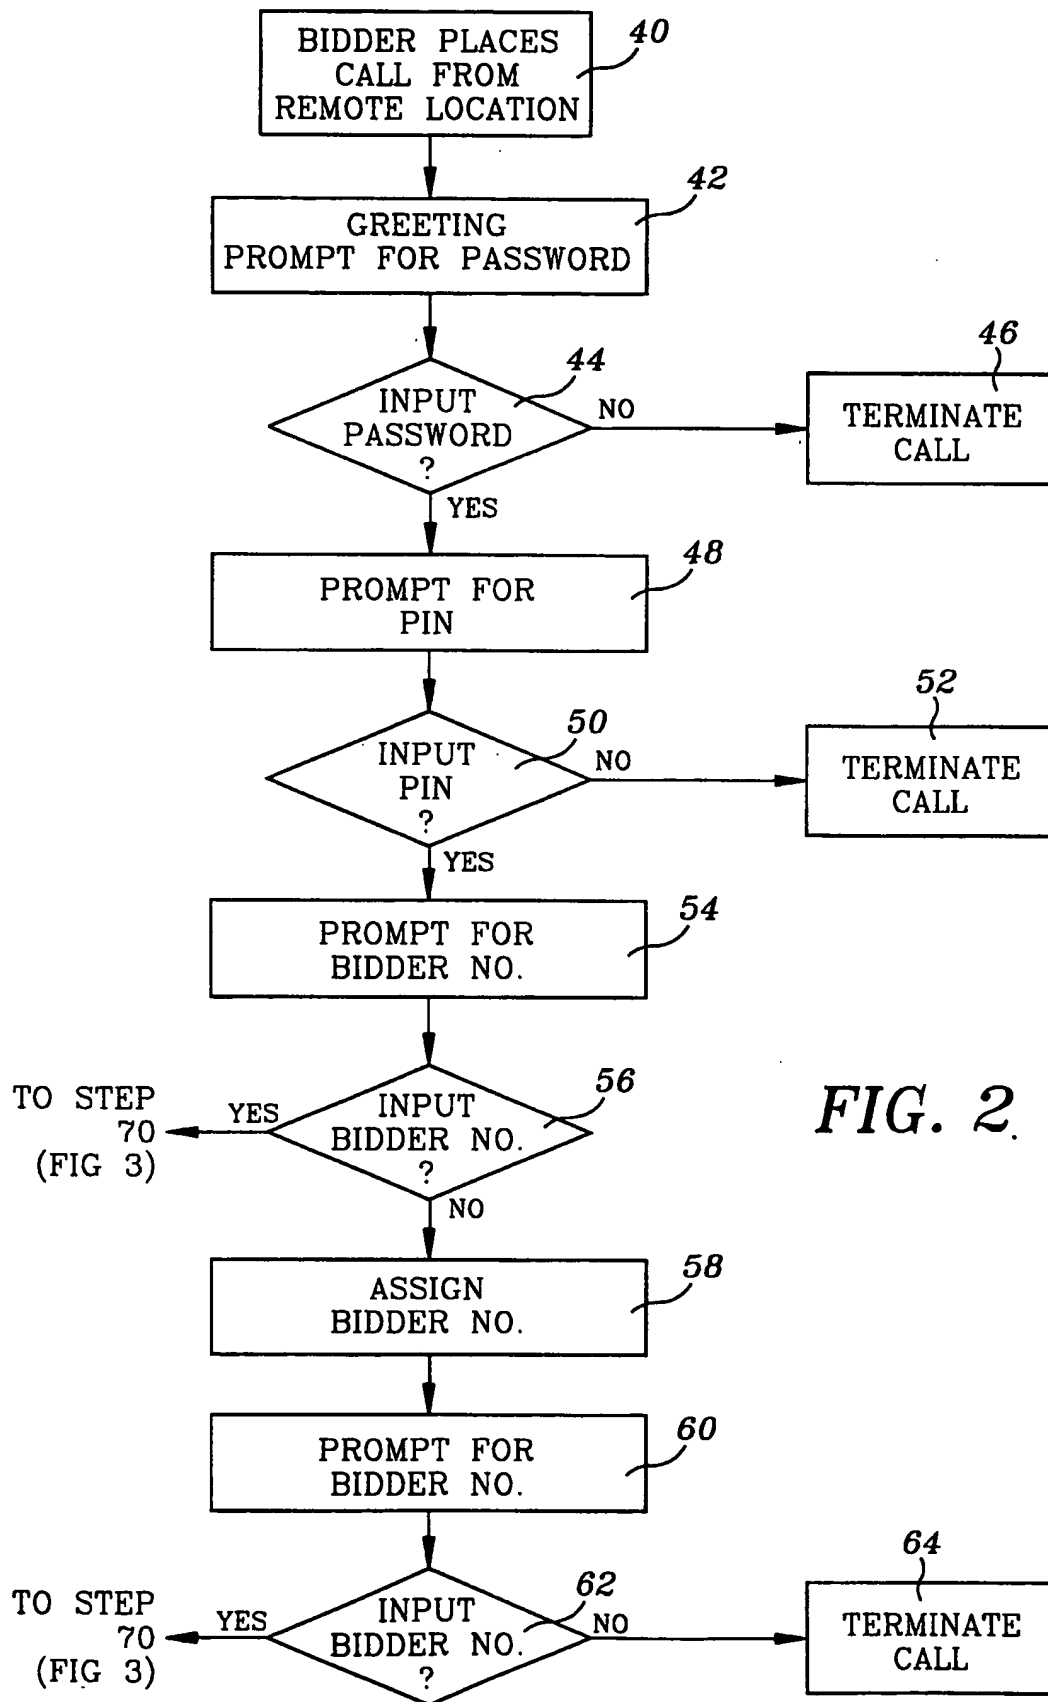 BIDDER PLACES
CALL FROM
REMOTE LOCATION
40
GREETING
PROMPT FOR PASSWORD
42
INPUT
PASSWORD
?
44
NO
TERMINATE
CALL
46
YES
PROMPT FOR
PIN
48
INPUT
PIN
?
50
NO
TERMINATE
CALL
52
YES
PROMPT FOR
BIDDER NO.
54
INPUT
BIDDER NO.
?
56
YES
TO STEP
70
(FIG 3)
FIG. 2.
NO
ASSIGN
BIDDER NO.
58
PROMPT FOR
BIDDER NO.
60
INPUT
BIDDER NO.
?
62
YES
TO STEP
70
(FIG 3)
NO
TERMINATE
CALL
64